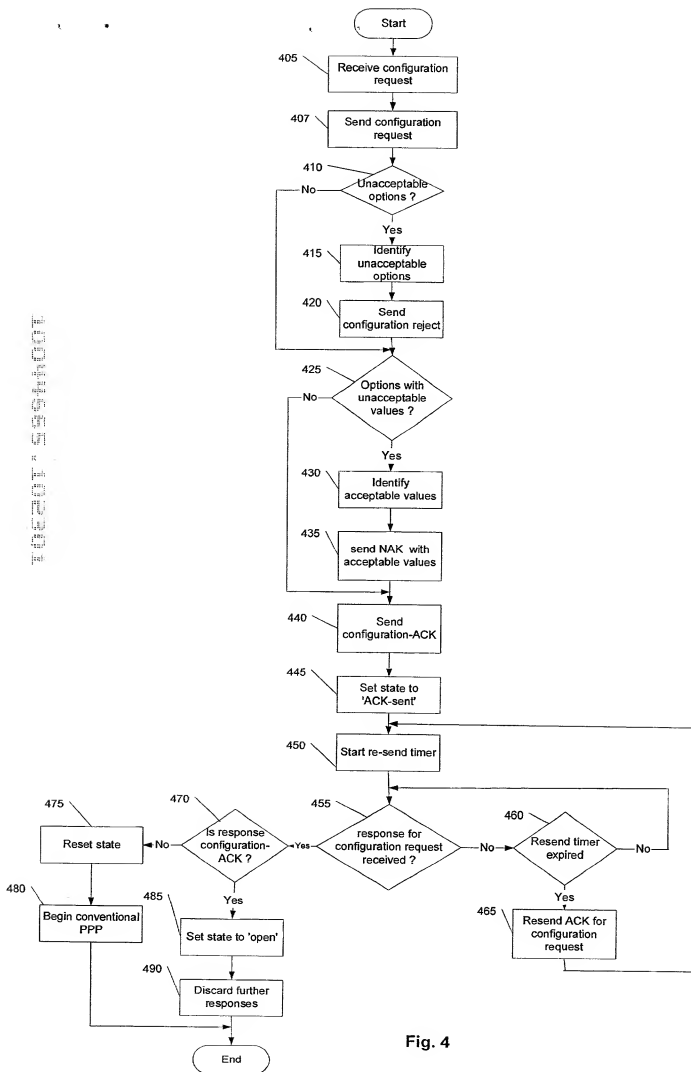 Start
405
Receive configuration
request
407
Send configuration
request
410
Unacceptable
options ?
No
Yes
415
Identify
unacceptable
options
420
Send
configuration reject
425
Options with
unacceptable
values ?
No
Yes
430
Identify
acceptable values
435
send NAK with
acceptable values
440
Send
configuration-ACK
445
Set state to
'ACK-sent'
450
Start re-send timer
455
response for
configuration request
received ?
Yes
No
460
Resend timer
expired
No
Yes
465
Resend ACK for
configuration
request
470
Is response
configuration-
ACK ?
No
Yes
475
Reset state
480
Begin conventional
PPP
485
Set state to 'open'
490
Discard further
responses
End
Fig. 4